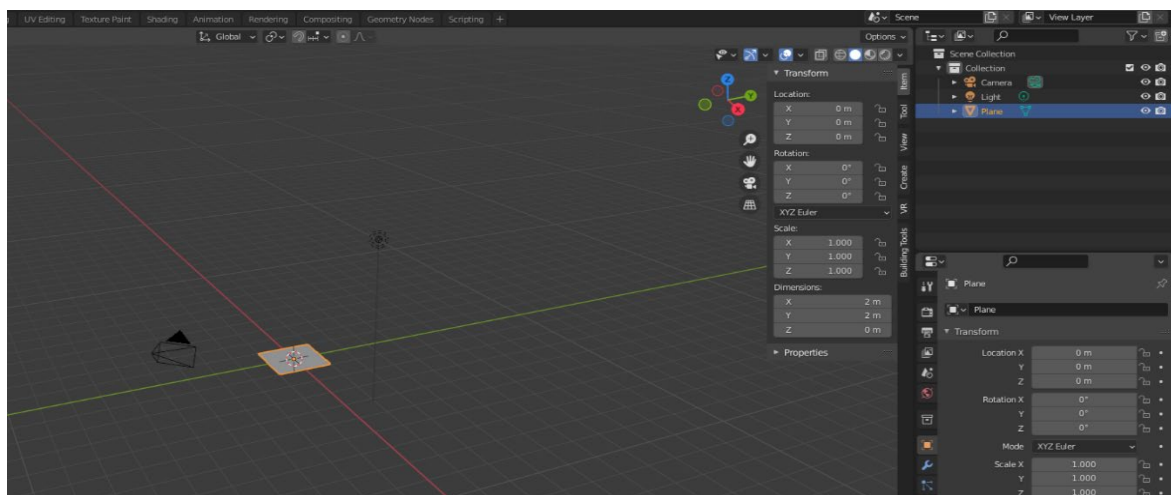 UV Editing Texture Paint Shading Animation Rendering Compositing Geometry Nodes Scripting +
Scene
View Layer
Global
Options
Transform
Location:
X 0 m
Y 0 m
Z 0 m
Rotation:
X 0°
Y 0°
Z 0°
XYZ Euler
Scale:
X 1.000
Y 1.000
Z 1.000
Dimensions:
X 2 m
Y 2 m
Z 0 m
Properties
Item
Tool
View
Create
VR
Building Tools
Z
Y
X
Scene Collection
Collection
Camera
Light
Plane
Plane
Plane
Transform
Location X 0 m
Y 0 m
Z 0 m
Rotation X 0°
Y 0°
Z 0°
Mode XYZ Euler
Scale X 1.000
Y 1.000
Z 1.000